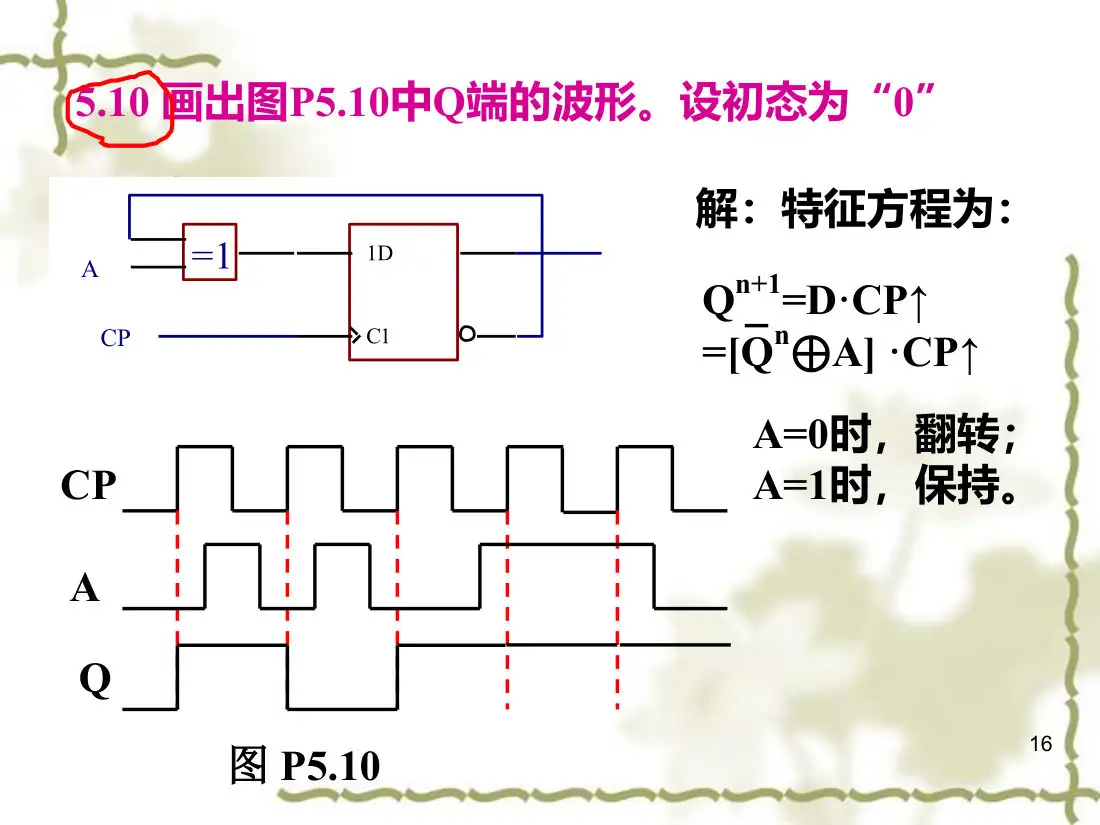 5.10 画出图P5.10中Q端的波形。设初态为“0”
解：特征方程为：
=1
1D
A
CP
C1
Qⁿ⁺¹=D·CP↑
=[Q̅ⁿ⊕A] ·CP↑
A=0时，翻转；
A=1时，保持。
CP
A
Q
图 P5.10
16